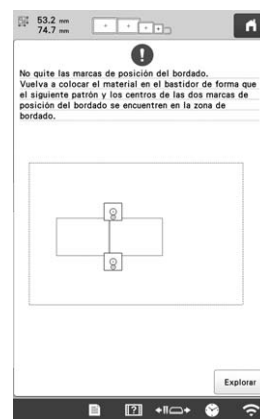 53.2 mm
74.7 mm
No quite las marcas de posición del bordado.
Vuelva a colocar el material en el bastidor de forma que
el siguiente patrón y los centros de las dos marcas de
posición del bordado se encuentren en la zona de
bordado.
Explorar